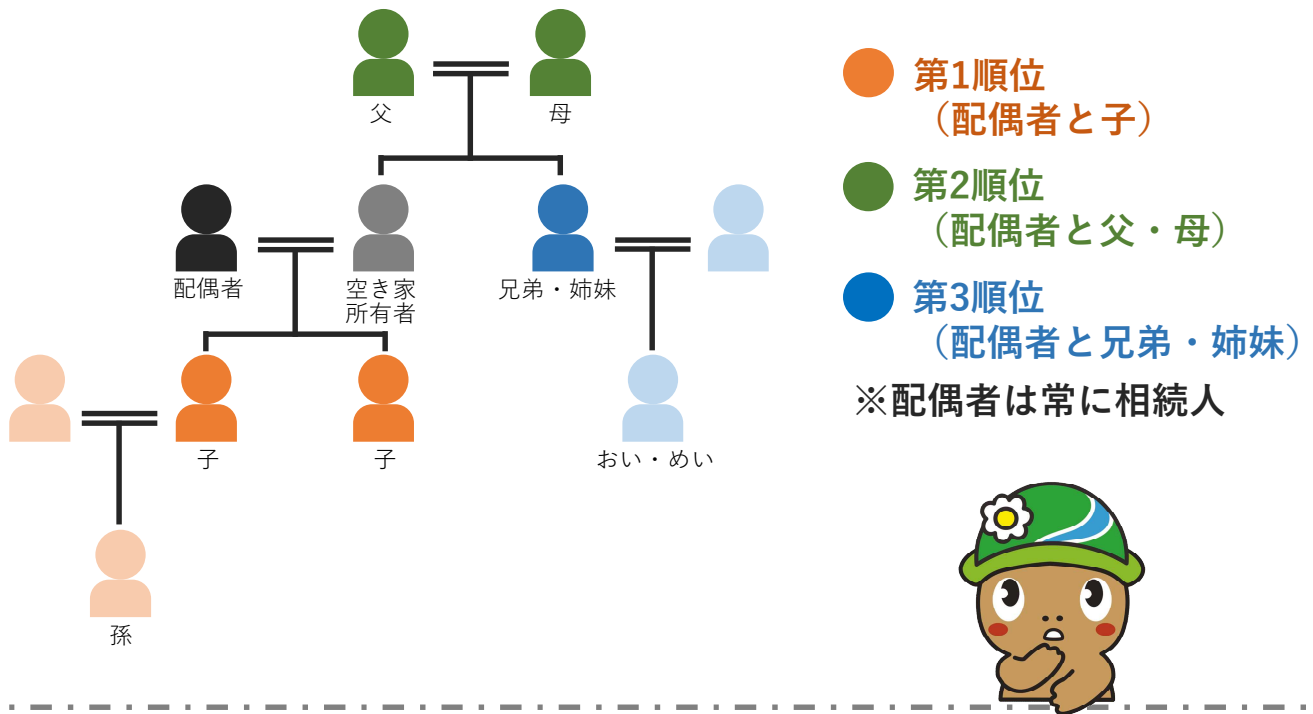 父
母
配偶者
空き家
所有者
兄弟・姉妹
子
子
おい・めい
孫
第1順位
（配偶者と子）
第2順位
（配偶者と父・母）
第3順位
（配偶者と兄弟・姉妹）
※配偶者は常に相続人